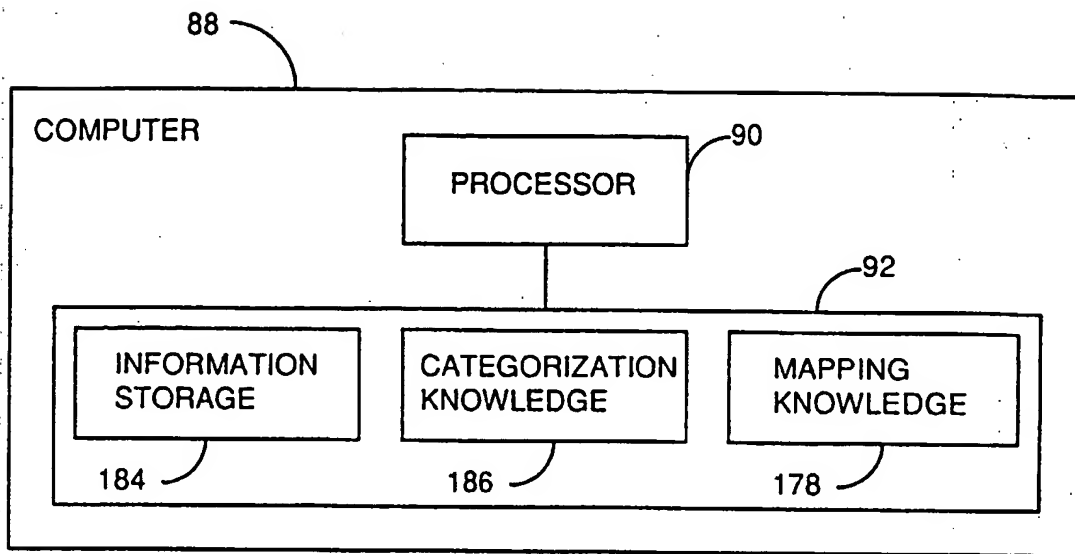 88
COMPUTER
PROCESSOR
90
92
INFORMATION
STORAGE
CATEGORIZATION
KNOWLEDGE
MAPPING
KNOWLEDGE
184
186
178